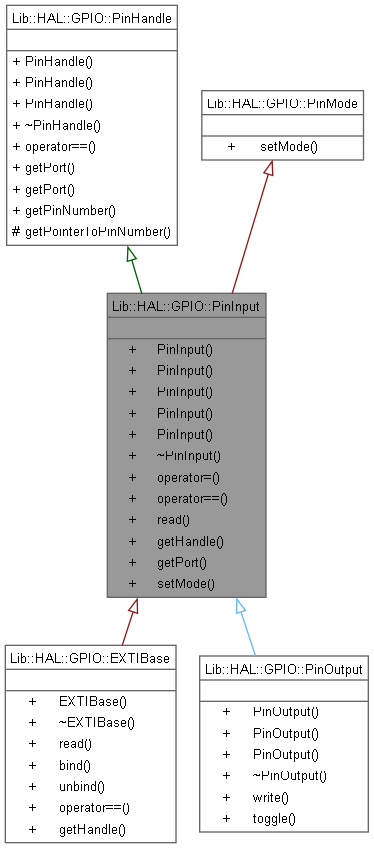 Lib::HAL::GPIO::PinHandle
+ PinHandle()
+ PinHandle()
+ PinHandle()
+ ~PinHandle()
+ operator==()
+ getPort()
+ getPort()
+ getPinNumber()
# getPointerToPinNumber()
Lib::HAL::GPIO::PinMode
+ setMode()
Lib::HAL::GPIO::PinInput
+ PinInput()
+ PinInput()
+ PinInput()
+ PinInput()
+ PinInput()
+ ~PinInput()
+ operator=()
+ operator==()
+ read()
+ getHandle()
+ getPort()
+ setMode()
Lib::HAL::GPIO::EXTIBase
+ EXTIBase()
+ ~EXTIBase()
+ read()
+ bind()
+ unbind()
+ operator==()
+ getHandle()
Lib::HAL::GPIO::PinOutput
+ PinOutput()
+ PinOutput()
+ PinOutput()
+ ~PinOutput()
+ write()
+ toggle()